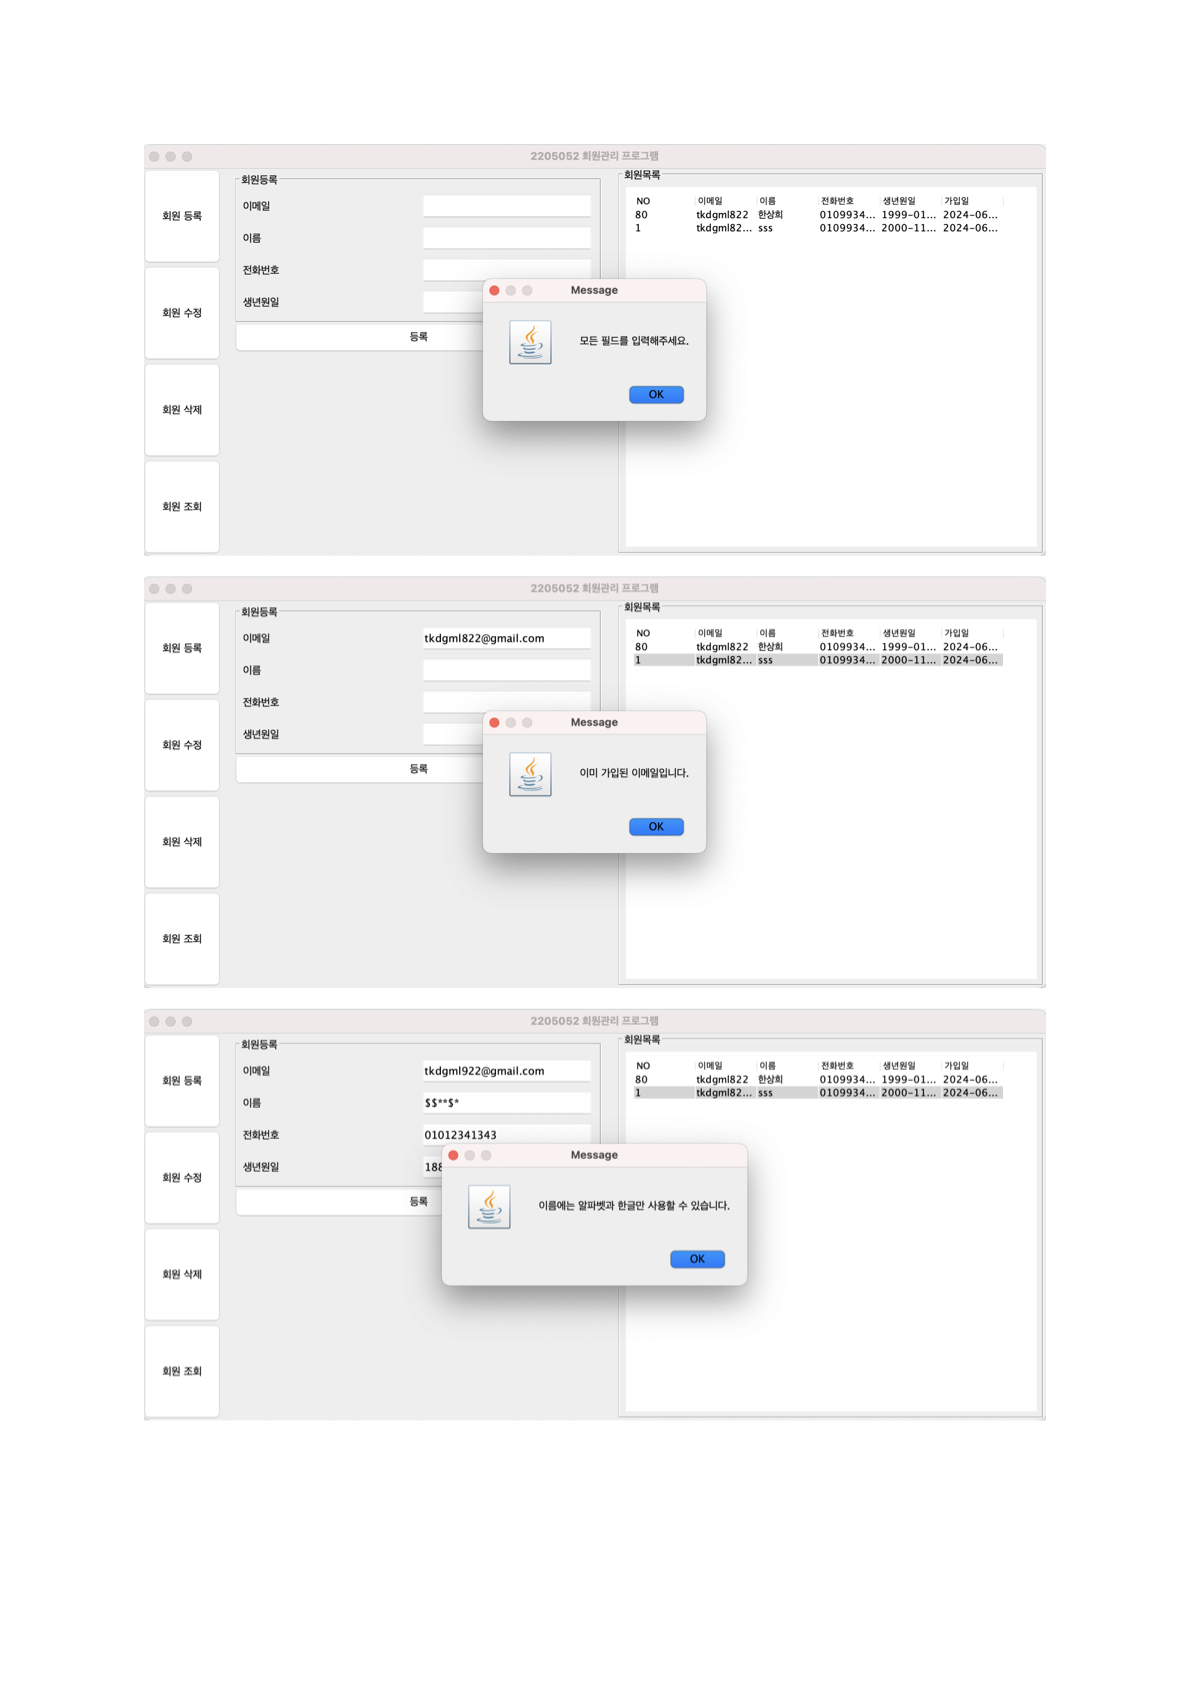 2205052 회원관리 프로그램
회원 등록
회원 수정
회원 삭제
회원 조회
회원등록
이메일
이름
전화번호
생년원일
등록
회원목록
NO 이메일 이름 전화번호 생년원일 가입일
80 tkdgml822 한상희 0109934... 1999-01... 2024-06...
1 tkdgml82... sss 0109934... 2000-11... 2024-06...
Message
모든 필드를 입력해주세요.
OK
2205052 회원관리 프로그램
회원 등록
회원 수정
회원 삭제
회원 조회
회원등록
이메일 tkdgml822@gmail.com
이름
전화번호
생년원일
등록
회원목록
NO 이메일 이름 전화번호 생년원일 가입일
80 tkdgml822 한상희 0109934... 1999-01... 2024-06...
1 tkdgml82... sss 0109934... 2000-11... 2024-06...
Message
이미 가입된 이메일입니다.
OK
2205052 회원관리 프로그램
회원 등록
회원 수정
회원 삭제
회원 조회
회원등록
이메일 tkdgml922@gmail.com
이름 $$**$*
전화번호 01012341343
생년원일 188
등록
회원목록
NO 이메일 이름 전화번호 생년원일 가입일
80 tkdgml822 한상희 0109934... 1999-01... 2024-06...
1 tkdgml82... sss 0109934... 2000-11... 2024-06...
Message
이름에는 알파벳과 한글만 사용할 수 있습니다.
OK